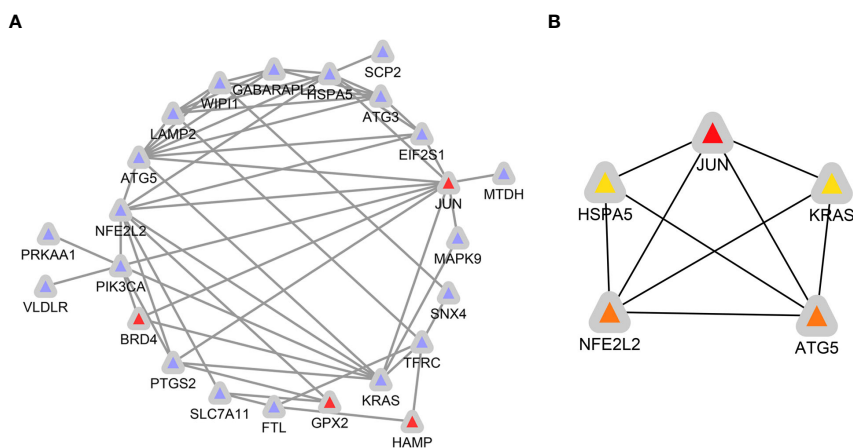 A
B
SCP2
GABARAPL2
HSPA5
WIPI1
ATG3
LAMP2
EIF2S1
ATG5
JUN
MTDH
NFE2L2
PRKAA1
MAPK9
PIK3CA
VLDLR
SNX4
BRD4
TFRC
PTGS2
KRAS
SLC7A11
FTL
GPX2
HAMP
JUN
HSPA5
KRAS
NFE2L2
ATG5